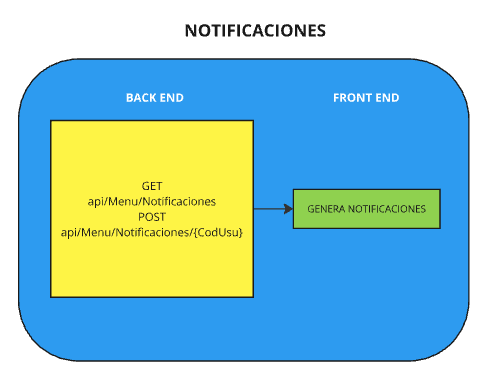 NOTIFICACIONES
BACK END
FRONT END
GET
api/Menu/Notificaciones
POST
api/Menu/Notificaciones/{CodUsu}
GENERA NOTIFICACIONES